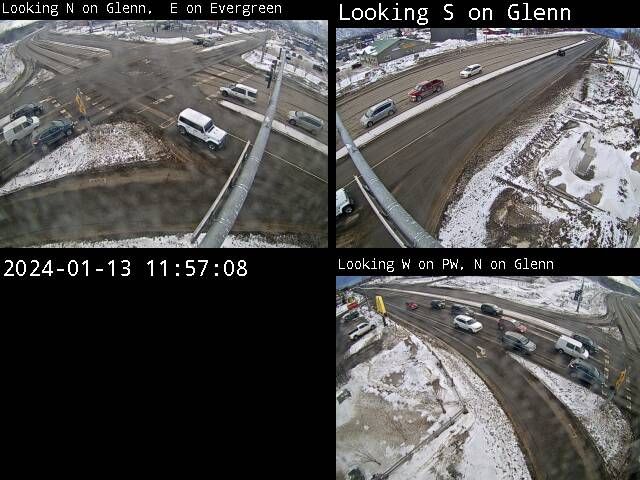 Looking N on Glenn, E on Evergreen
Looking S on Glenn
2024-01-13 11:57:08
Looking W on PW, N on Glenn